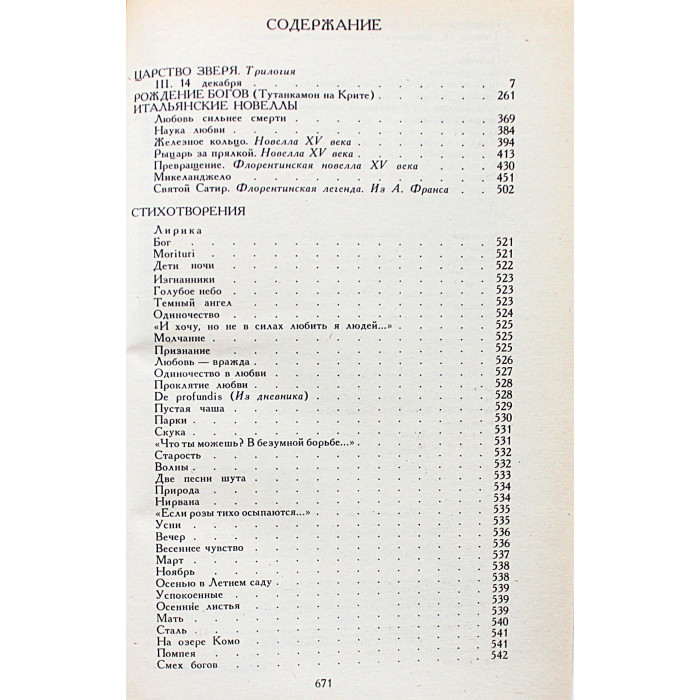 СОДЕРЖАНИЕ
ЦАРСТВО ЗВЕРЯ. Трилогия
III. 14 декабря . . . . . . . . . . 7
РОЖДЕНИЕ БОГОВ (Тутанкамон на Крите) . . . . . 261
ИТАЛЬЯНСКИЕ НОВЕЛЛЫ
Любовь сильнее смерти . . . . . . . . 369
Наука любви . . . . . . . . . . 384
Железное кольцо. Новелла XV века . . . . . 394
Рыцарь за прялкой. Новелла XV века . . . . . 413
Превращение. Флорентинская новелла XV века . . . 430
Микеланджело . . . . . . . . . . 451
Святой Сатир. Флорентинская легенда. Из А. Франса . . 502
СТИХОТВОРЕНИЯ
Лирика
Бог . . . . . . . . . . 521
Morituri . . . . . . . . . . 521
Дети ночи . . . . . . . . . . 522
Изгнанники . . . . . . . . . . 523
Голубое небо . . . . . . . . . . 523
Темный ангел . . . . . . . . . . 523
Одиночество . . . . . . . . . . 524
«И хочу, но не в силах любить я людей...» . . . . 525
Молчание . . . . . . . . . . 525
Признание . . . . . . . . . . 525
Любовь — вражда . . . . . . . . . . 526
Одиночество в любви . . . . . . . . 527
Проклятие любви . . . . . . . . . . 528
De profundis (Из дневника) . . . . . . . 528
Пустая чаша . . . . . . . . . . 529
Парки . . . . . . . . . . 530
Скука . . . . . . . . . . 531
«Что ты можешь? В безумной борьбе...» . . . . . 531
Старость . . . . . . . . . . 532
Волны . . . . . . . . . . 532
Две песни шута . . . . . . . . . . 533
Природа . . . . . . . . . . 534
Нирвана . . . . . . . . . . 534
«Если розы тихо осыпаются...» . . . . . . . 535
Усни . . . . . . . . . . 535
Вечер . . . . . . . . . . 536
Весеннее чувство . . . . . . . . . . 536
Март . . . . . . . . . . 537
Ноябрь . . . . . . . . . . 538
Осенью в Летнем саду . . . . . . . . 538
Успокоенные . . . . . . . . . . 539
Осенние листья . . . . . . . . . . 539
Мать . . . . . . . . . . 539
Сталь . . . . . . . . . . 540
На озере Комо . . . . . . . . . . 541
Помпея . . . . . . . . . . 541
Смех богов . . . . . . . . . . 542
671